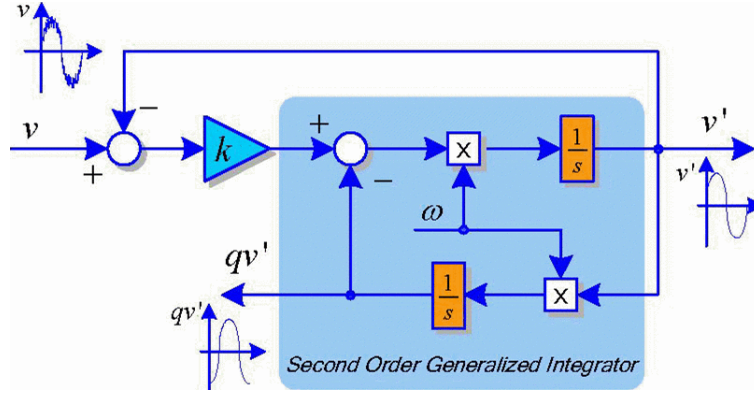 v
v
−
+
k
+
−
x
1
s
v'
v'
ω
qv'
1
s
x
qv'
Second Order Generalized Integrator